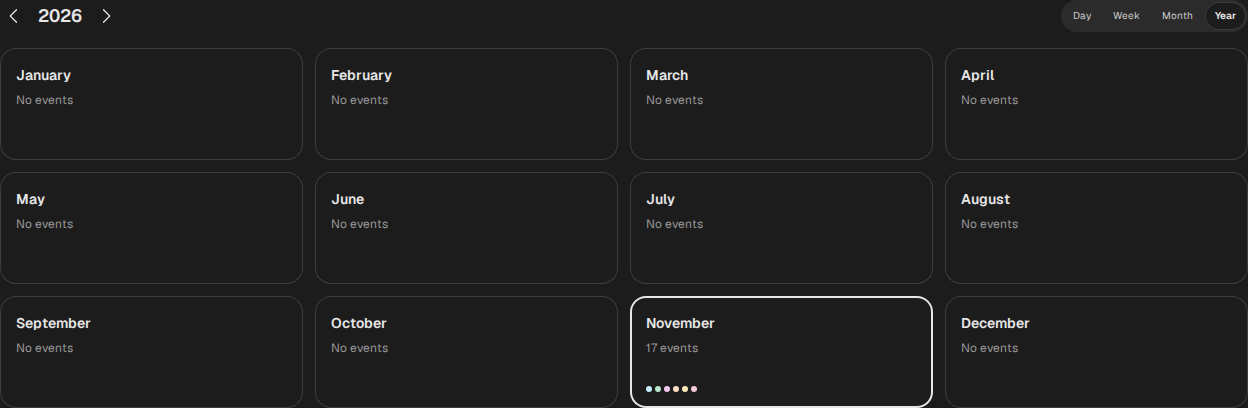 2026
Day Week Month Year
January
No events
February
No events
March
No events
April
No events
May
No events
June
No events
July
No events
August
No events
September
No events
October
No events
November
17 events
December
No events